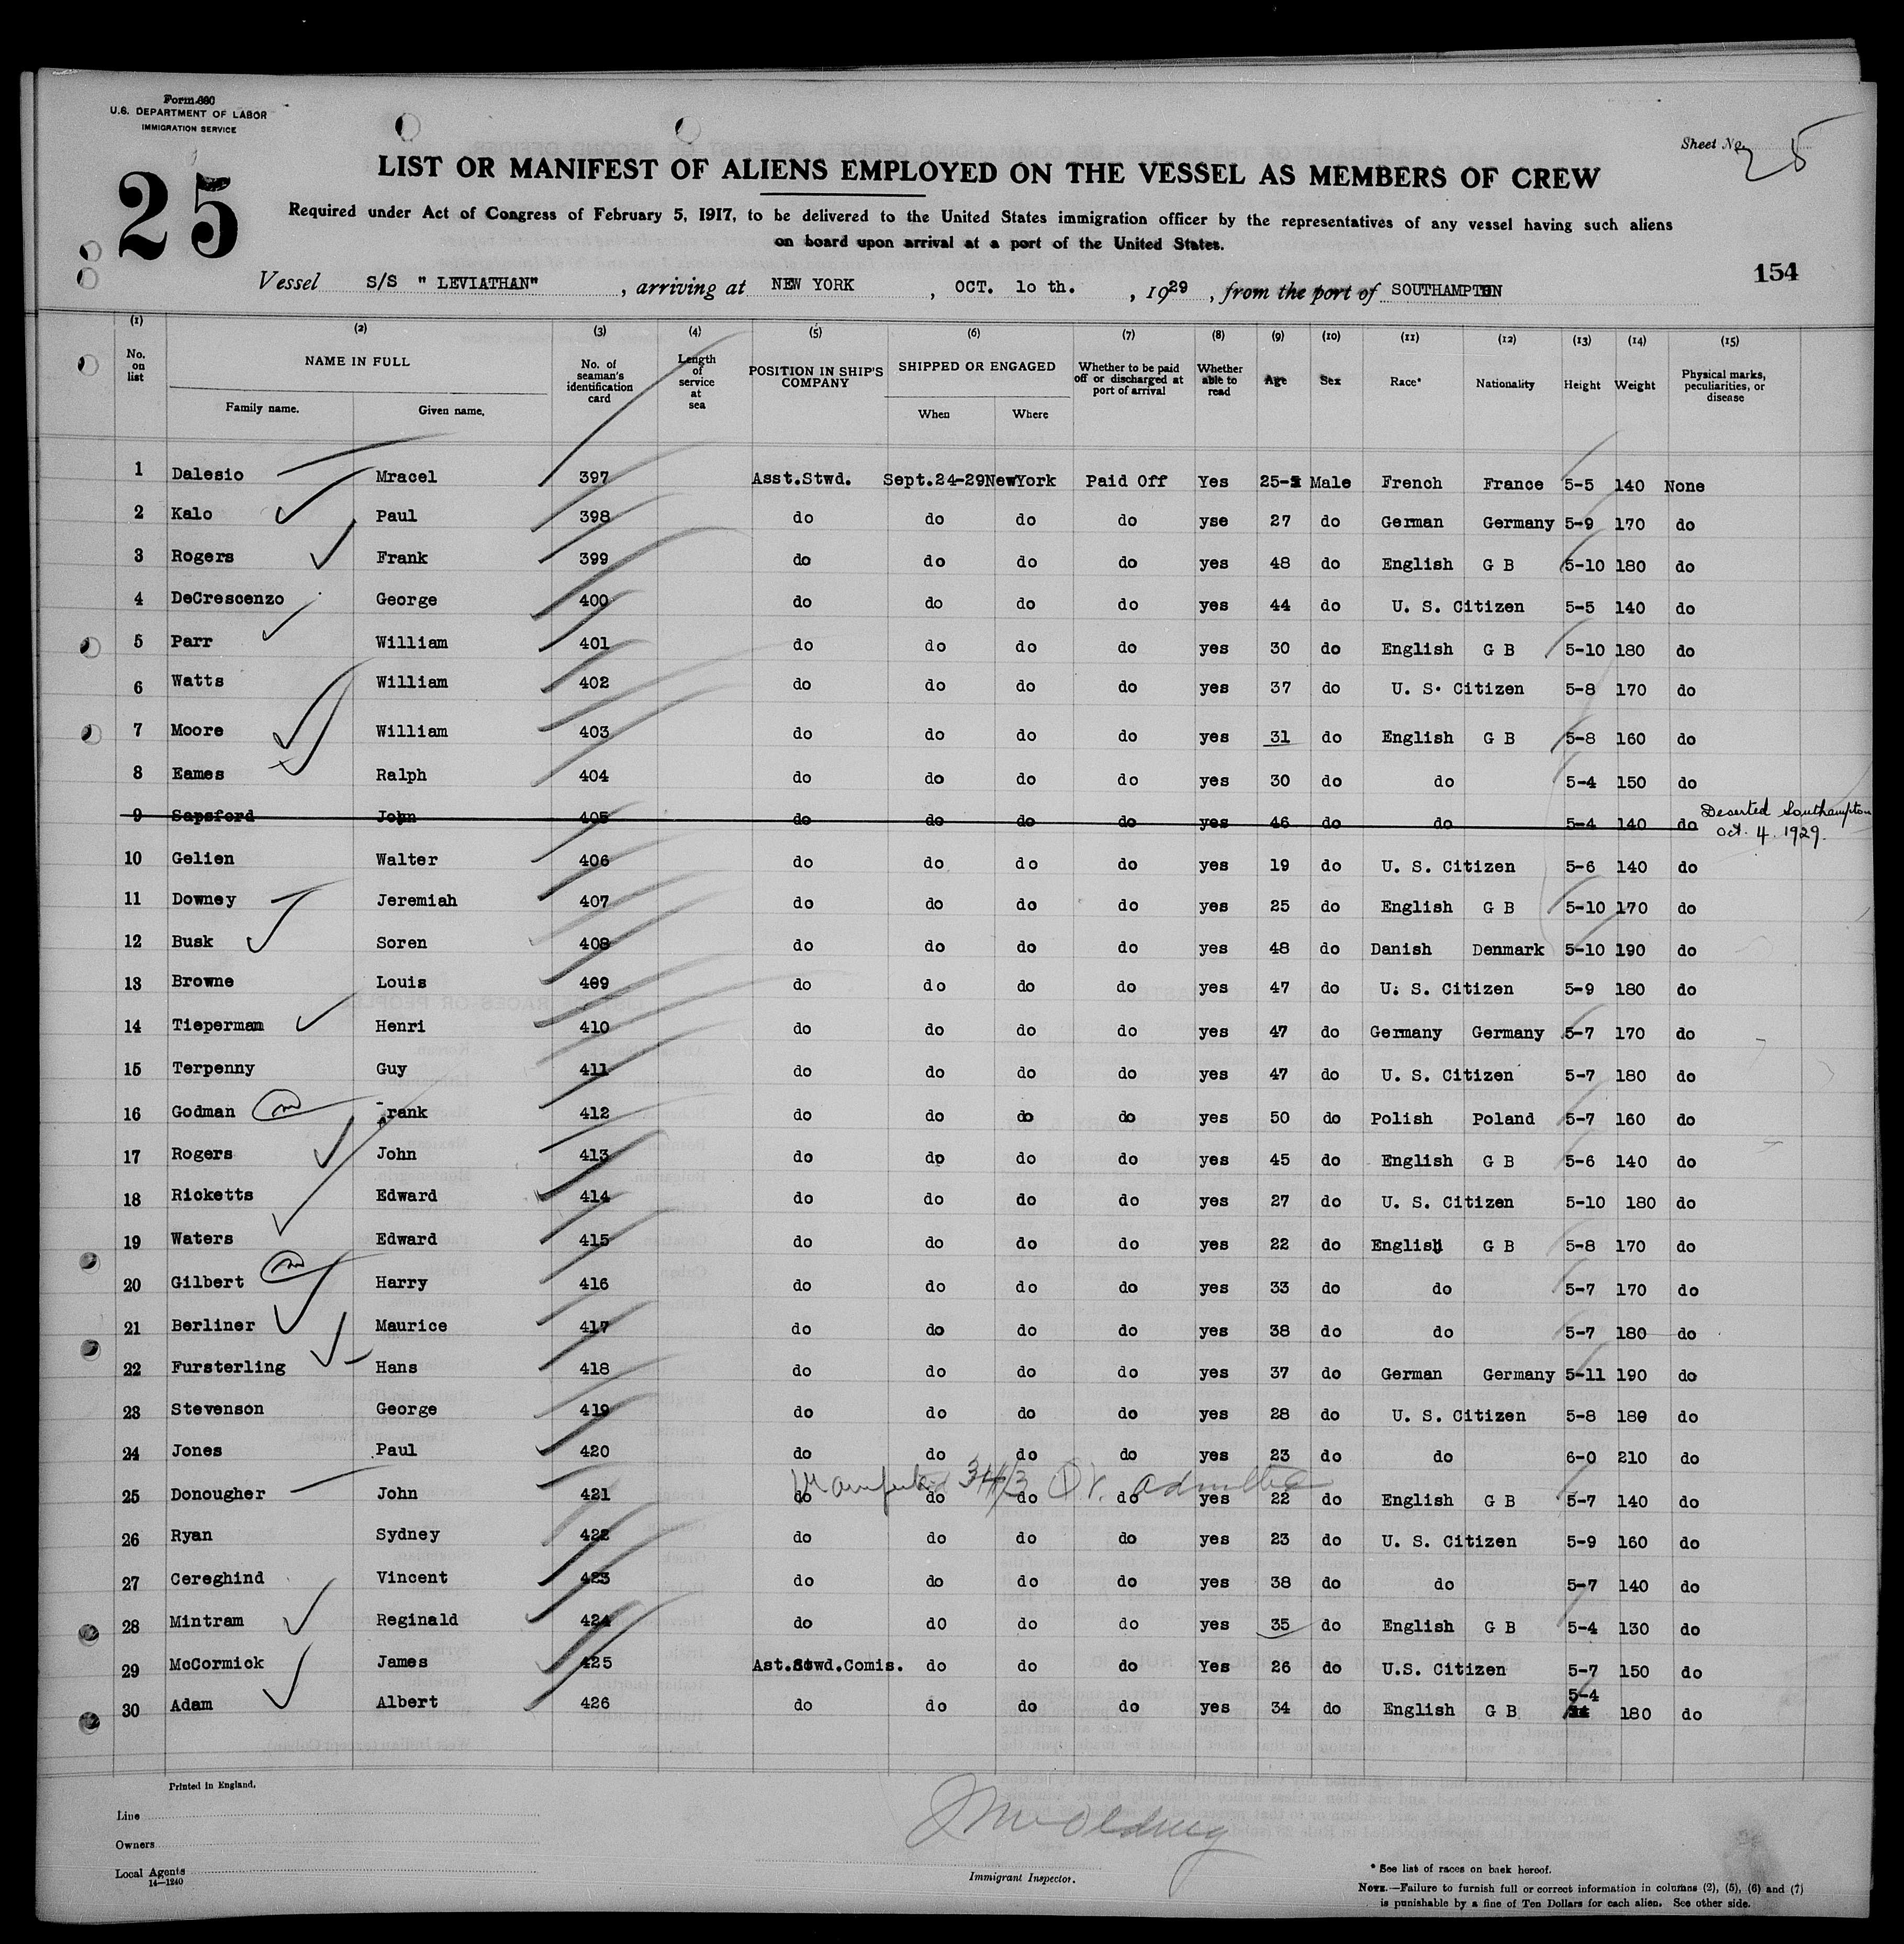 Form 680
U.S. DEPARTMENT OF LABOR
IMMIGRATION SERVICE
Sheet No. 25
25
LIST OR MANIFEST OF ALIENS EMPLOYED ON THE VESSEL AS MEMBERS OF CREW
Required under Act of Congress of February 5, 1917, to be delivered to the United States immigration officer by the representatives of any vessel having such aliens
on board upon arrival at a port of the United States.
154
Vessel S/S " LEVIATHAN" , arriving at NEW YORK , OCT. 10 th. , 1929 , from the port of SOUTHAMPTON
(1) (2) (3) (4) (5) (6) (7) (8) (9) (10) (11) (12) (13) (14) (15)
No. on list NAME IN FULL Family name. Given name. No. of seaman's identification card Length of service at sea POSITION IN SHIP'S COMPANY SHIPPED OR ENGAGED When Where Whether to be paid off or discharged at port of arrival Whether able to read Age Sex Race* Nationality Height Weight Physical marks, peculiarities, or disease
1 Dalesio Mracel 397 Asst.Stwd. Sept.24-29 NewYork Paid Off Yes 25- Male French France 5-5 140 None
2 Kalo Paul 398 do do do do yse 27 do German Germany 5-9 170 do
3 Rogers Frank 399 do do do do yes 48 do English G B 5-10 180 do
4 DeCrescenzo George 400 do do do do yes 44 do U. S. Citizen 5-5 140 do
5 Parr William 401 do do do do yes 30 do English G B 5-10 180 do
6 Watts William 402 do do do do yes 37 do U. S. Citizen 5-8 170 do
7 Moore William 403 do do do do yes 31 do English G B 5-8 160 do
8 Eames Ralph 404 do do do do yes 30 do do 5-4 150 do
9 Sapsford John 405 do do do do yes 46 do do 5-4 140 do Deserted Southampton
Oct. 4. 1929.
10 Gelien Walter 406 do do do do yes 19 do U. S. Citizen 5-6 140 do
11 Downey Jeremiah 407 do do do do yes 25 do English G B 5-10 170 do
12 Busk Soren 408 do do do do yes 48 do Danish Denmark 5-10 190 do
13 Browne Louis 409 do do do do yes 47 do U. S. Citizen 5-9 180 do
14 Tieperman Henri 410 do do do do yes 47 do Germany Germany 5-7 170 do
15 Terpenny Guy 411 do do do do yes 47 do U. S. Citizen 5-7 180 do
16 Godman Frank 412 do do do do yes 50 do Polish Poland 5-7 160 do
17 Rogers John 413 do do do do yes 45 do English G B 5-6 140 do
18 Ricketts Edward 414 do do do do yes 27 do U. S. Citizen 5-10 180 do
19 Waters Edward 415 do do do do yes 22 do English G B 5-8 170 do
20 Gilbert Harry 416 do do do do yes 33 do do 5-7 170 do
21 Berliner Maurice 417 do do do do yes 38 do do 5-7 180 do
22 Fursterling Hans 418 do do do do yes 37 do German Germany 5-11 190 do
23 Stevenson George 419 do do do do yes 28 do U. S. Citizen 5-8 180 do
24 Jones Paul 420 do do do do yes 23 do do 6-0 210 do
admitted
25 Donougher John 421 do do do do yes 22 do English G B 5-7 140 do
26 Ryan Sydney 422 do do do do yes 23 do U. S. Citizen 5-9 160 do
27 Cereghind Vincent 423 do do do do yes 38 do do 5-7 140 do
28 Mintram Reginald 424 do d0 do do yes 35 do English G B 5-4 130 do
29 McCormick James 425 Ast.Stwd.Comis. do do do Yes 26 do U.S. Citizen 5-7 150 do
30 Adam Albert 426 do do do do yes 34 do English G B 5-4 180 do
Printed in England.
Line
Owners
Local Agents
14—1240
Immigrant Inspector.
* See list of races on back hereof.
NOTE.—Failure to furnish full or correct information in columns (2), (5), (6) and (7)
is punishable by a fine of Ten Dollars for each alien. See other side.